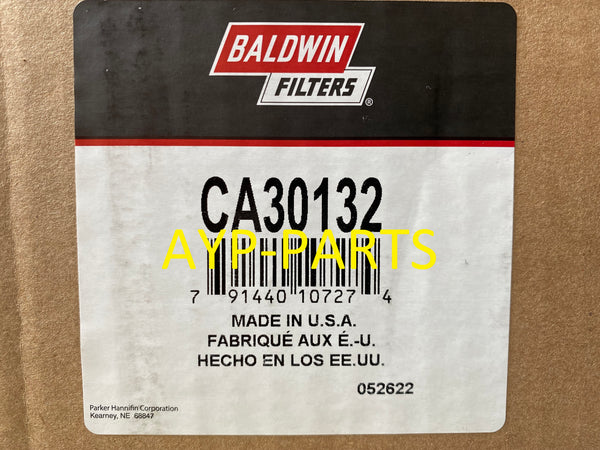 BALDWIN
FILTERS®
CA30132
AYP-PARTS
7 91440 10727 4
MADE IN U.S.A.
FABRIQUÉ AUX É.-U.
HECHO EN LOS EE.UU.
052622
Parker Hannifin Corporation
Kearney, NE 68847